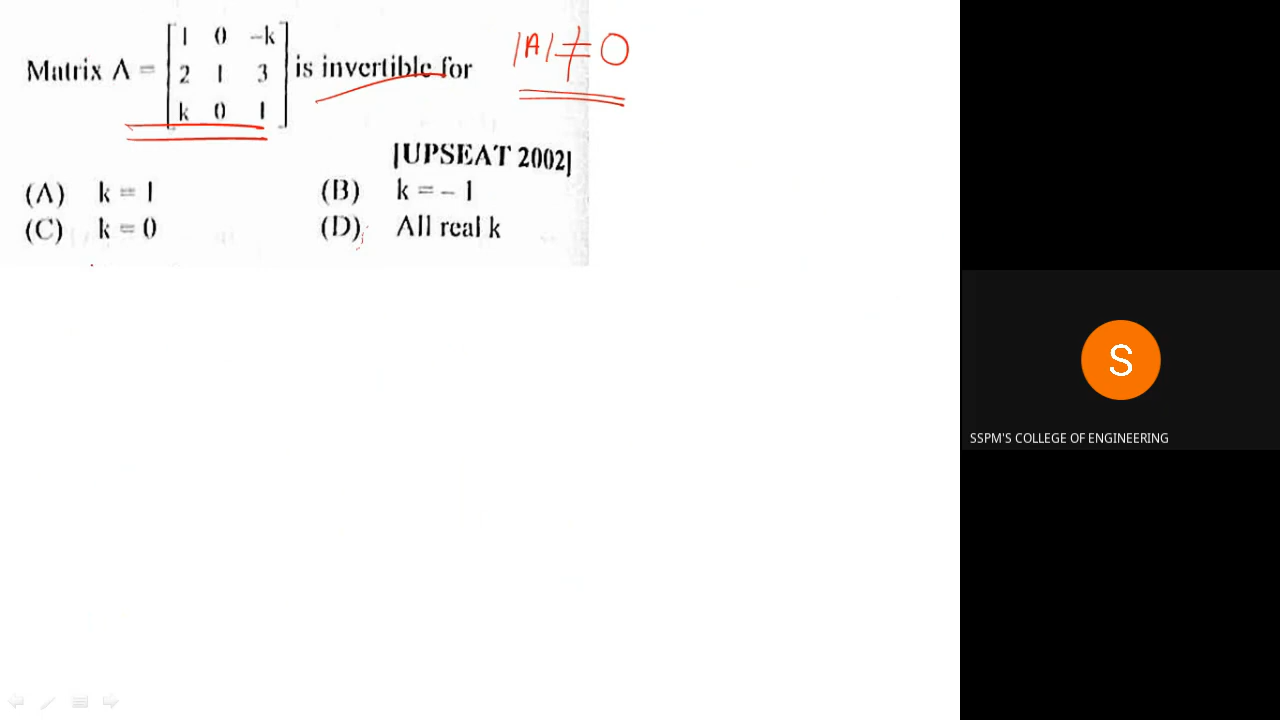 Matrix A = [1 0 -k; 2 1 3; k 0 1] is invertible for
|A| ≠ 0
[UPSEAT 2002]
(A) k = 1 (B) k = - 1
(C) k = 0 (D) All real k
S
SSPM'S COLLEGE OF ENGINEERING